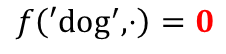 f(′dog′,·) = 0